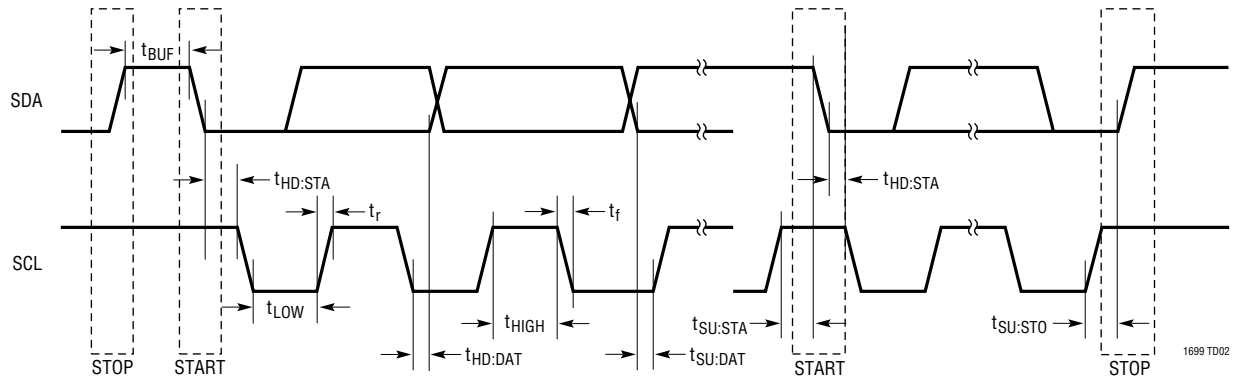 tBUF
SDA
tHD:STA
tHD:STA
tr
tf
SCL
tLOW
tHIGH
tSU:STA
tSU:STO
tHD:DAT
tSU:DAT
1699 TD02
STOP
START
START
STOP